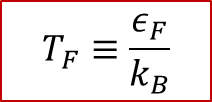 T_F ≡ ϵ_F / k_B